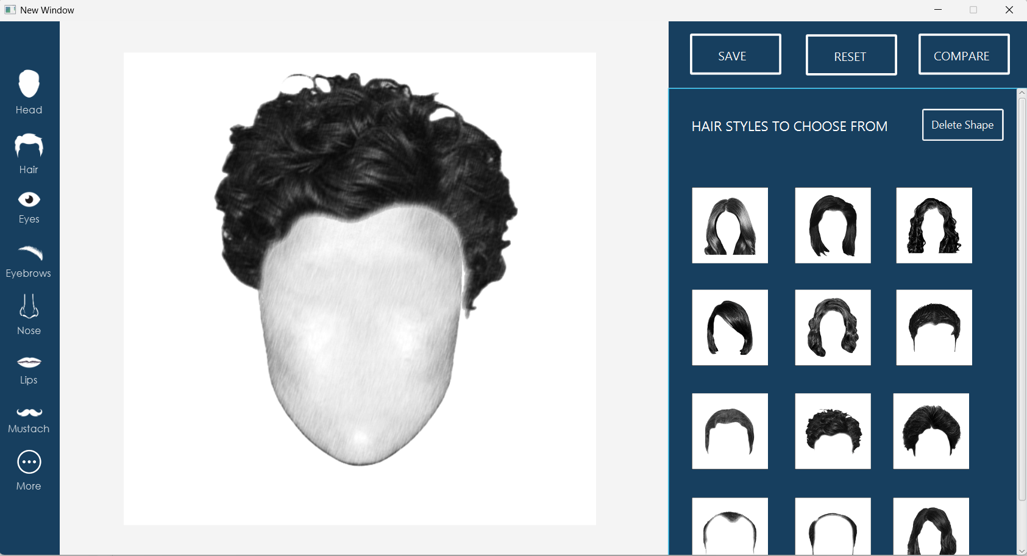 New Window
Head
Hair
Eyes
Eyebrows
Nose
Lips
Mustach
More
SAVE
RESET
COMPARE
HAIR STYLES TO CHOOSE FROM
Delete Shape